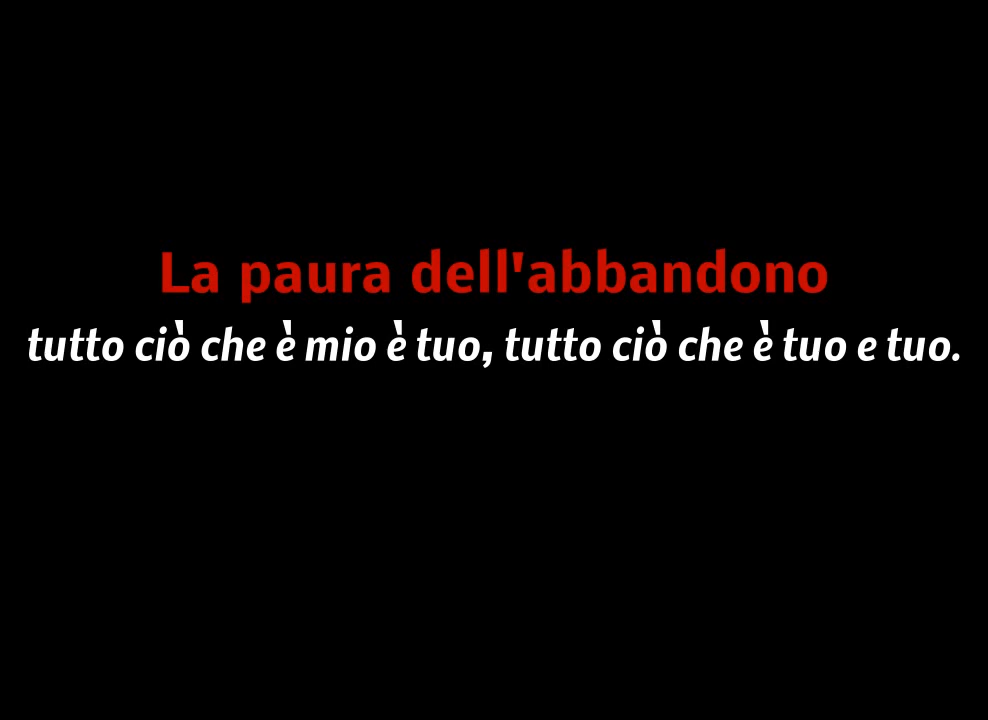 La paura dell'abbandono
tutto ciò che è mio è tuo, tutto ciò che è tuo e tuo.